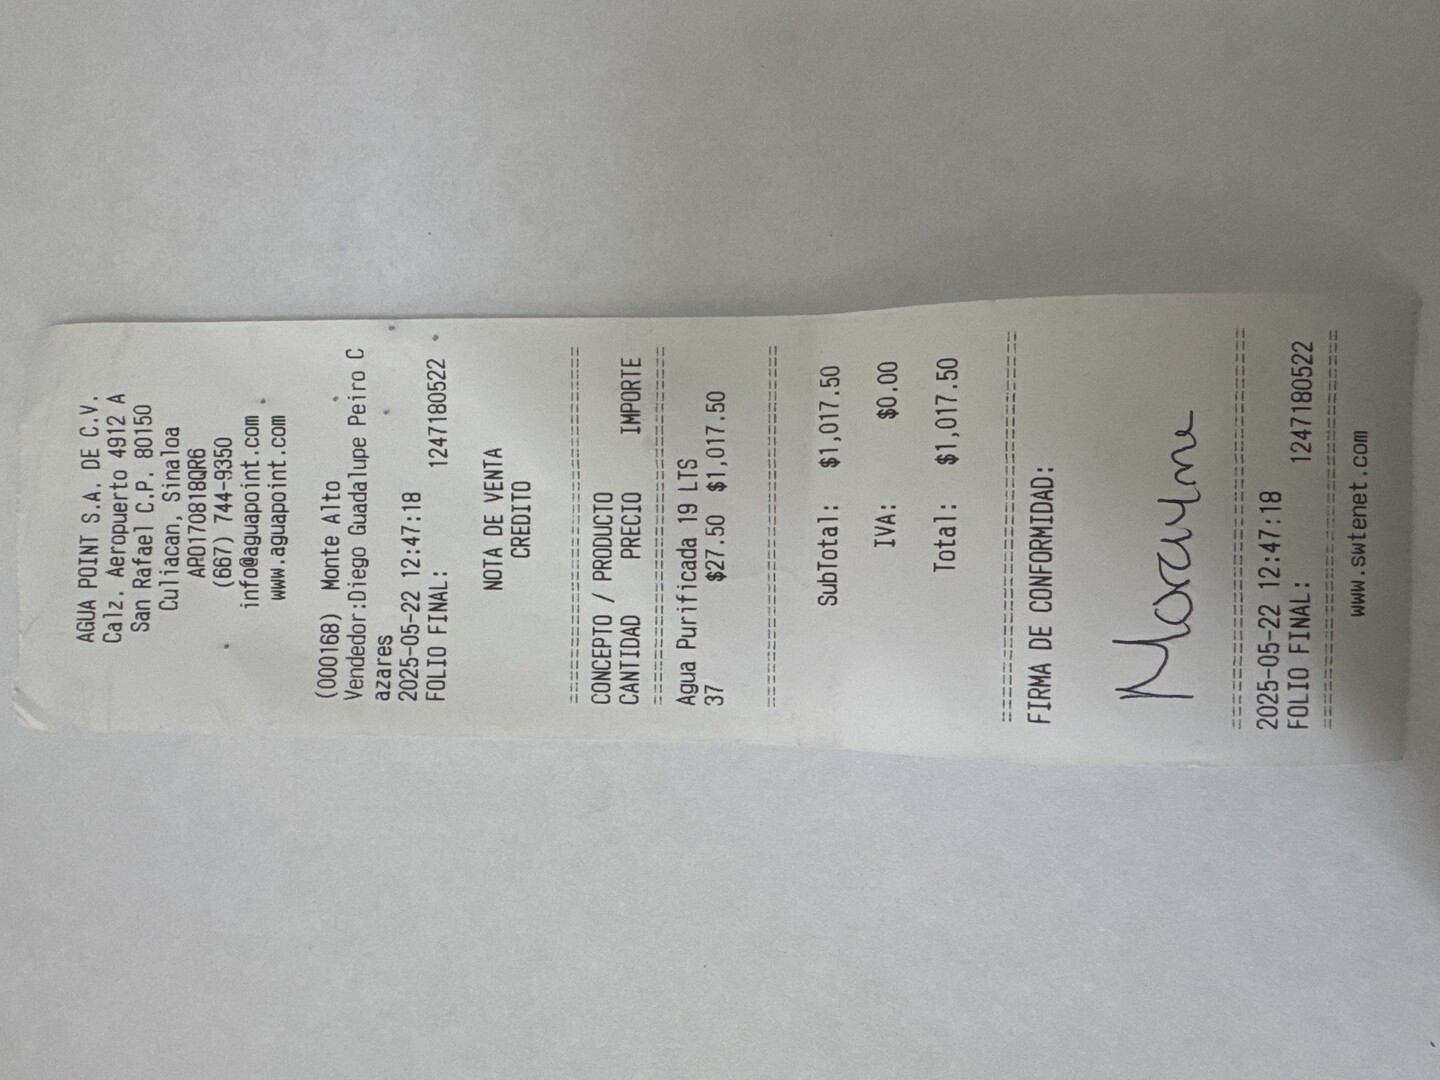 AGUA POINT S.A. DE C.V.
Calz. Aeropuerto 4912 A
San Rafael C.P. 80150
Culiacan, Sinaloa
APO170818QR6
(667) 744-9350
info@aguapoint.com
www.aguapoint.com
(000168) Monte Alto
Vendedor:Diego Guadalupe Peiro C
azares
2025-05-22 12:47:18
FOLIO FINAL: 1247180522
NOTA DE VENTA
CREDITO
================================
CONCEPTO / PRODUCTO
CANTIDAD PRECIO IMPORTE
================================
Agua Purificada 19 LTS
37 $27.50 $1,017.50
================================
SubTotal: $1,017.50
IVA: $0.00
Total: $1,017.50
================================
FIRMA DE CONFORMIDAD:
================================
2025-05-22 12:47:18
FOLIO FINAL: 1247180522
================================
www.swtenet.com